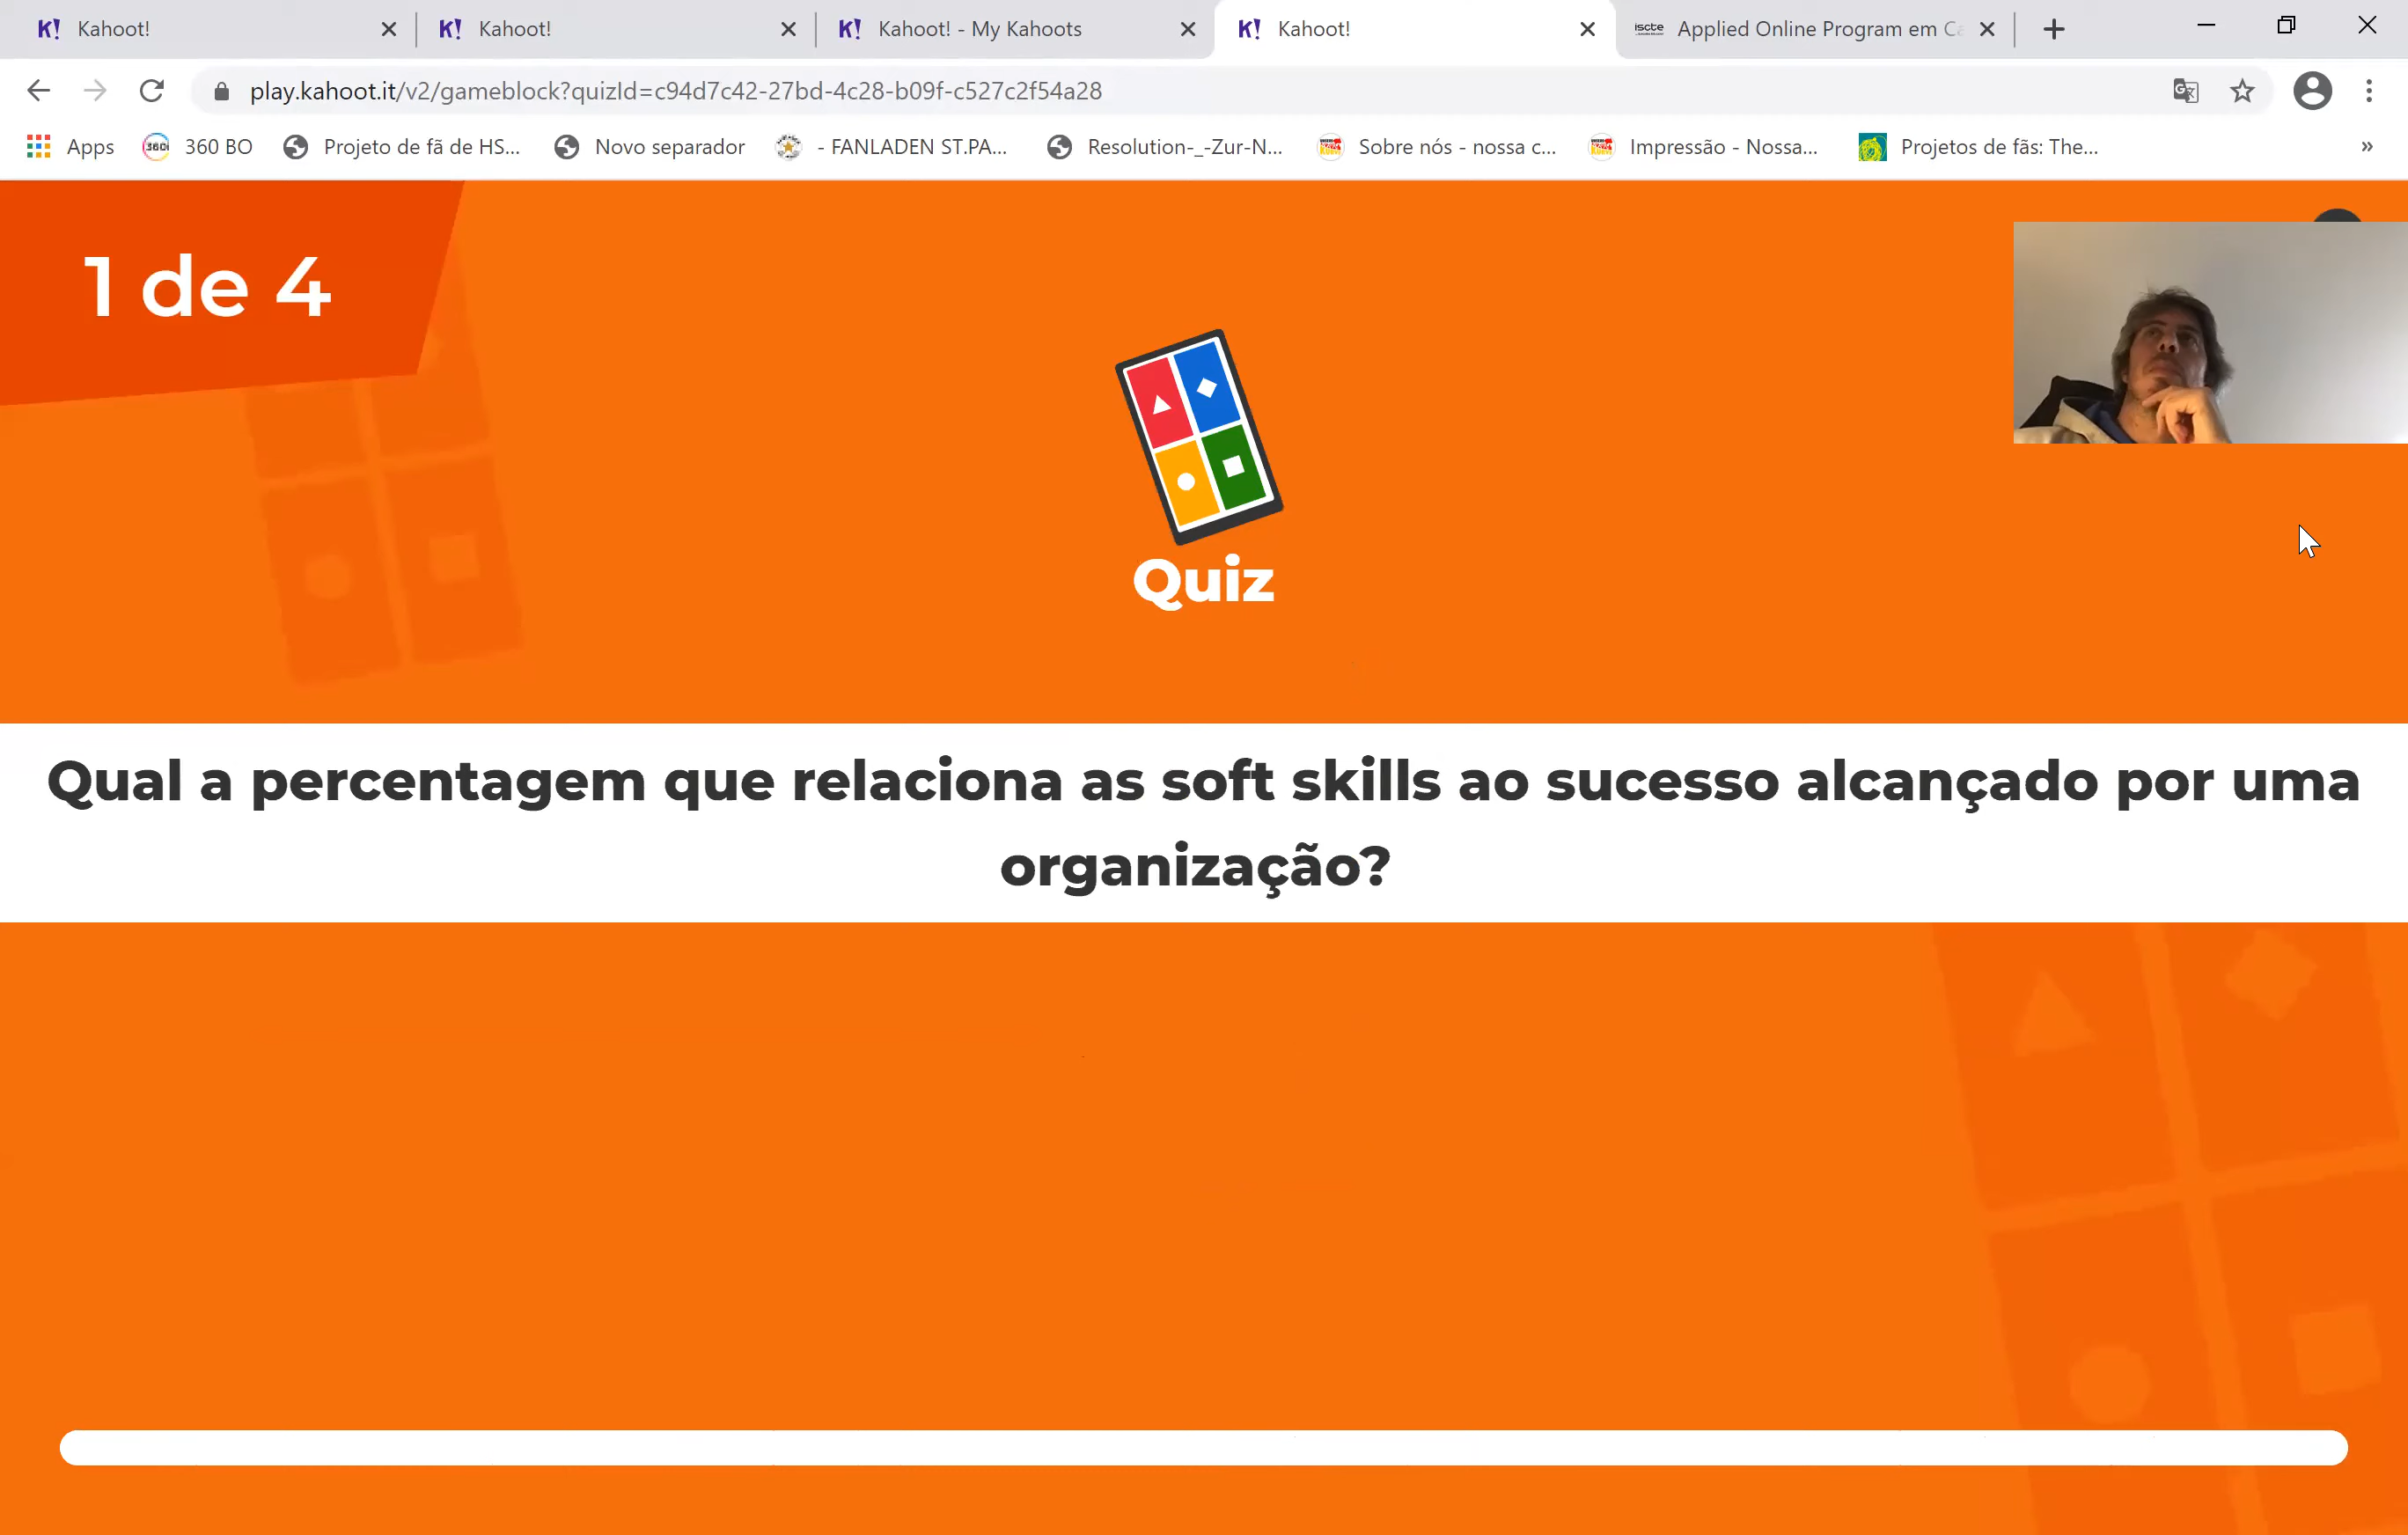 Kahoot!
Kahoot!
Kahoot! - My Kahoots
Kahoot!
iscte
Applied Online Program em
play.kahoot.it/v2/gameblock?quizId=c94d7c42-27bd-4c28-b09f-c527c2f54a28
Apps
360 BO
Projeto de fã de HS...
Novo separador
- FANLADEN ST.PA...
Resolution-_-Zur-N...
Sobre nós - nossa c...
Impressão - Nossa...
Projetos de fãs: The...
»
1 de 4
Quiz
Qual a percentagem que relaciona as soft skills ao sucesso alcançado por uma
organização?